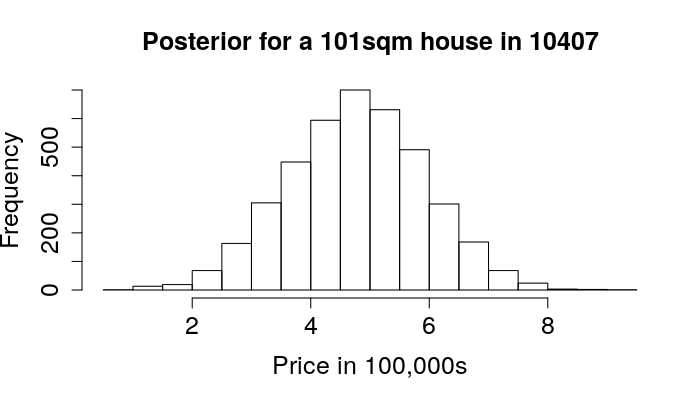 Posterior for a 101sqm house in 10407
Frequency
500
200
0
2 4 6 8
Price in 100,000s